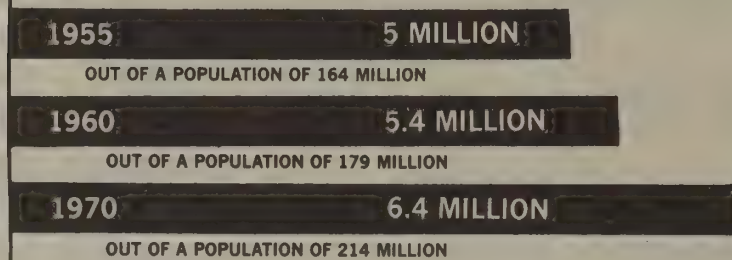 1955 5 MILLION
OUT OF A POPULATION OF 164 MILLION
1960 5.4 MILLION
OUT OF A POPULATION OF 179 MILLION
1970 6.4 MILLION
OUT OF A POPULATION OF 214 MILLION